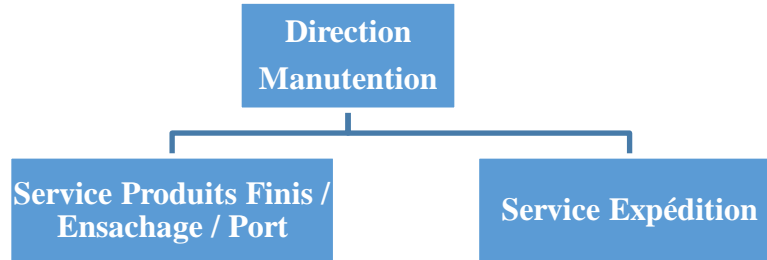 Direction
Manutention
Service Produits Finis /
Ensachage / Port
Service Expédition